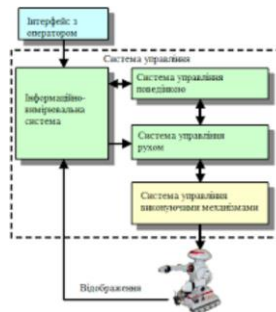 Інтерфейс з
оператором
Система управління
Інформаційно-
вимірювальна
система
Система управління
поведінкою
Система управління
рухом
Система управління
виконуючими механізмами
Відображення